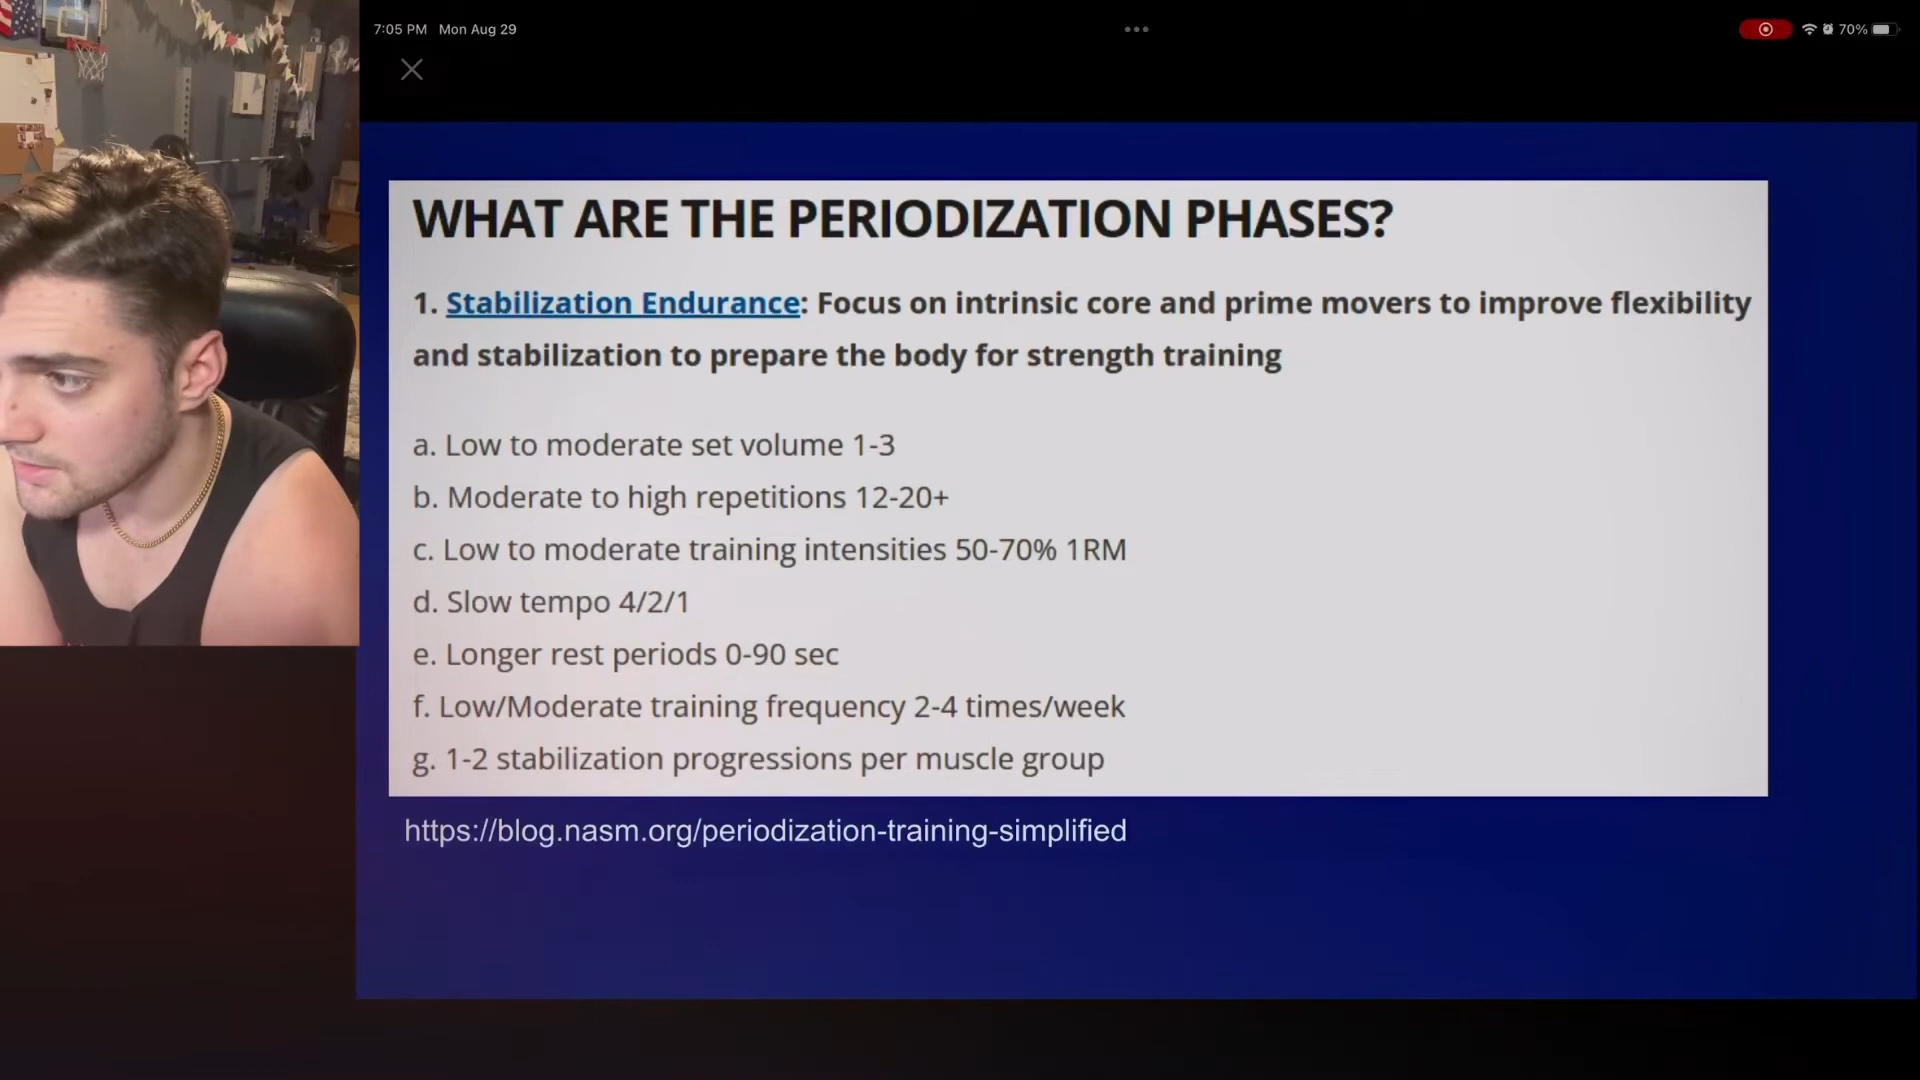 7:05 PM Mon Aug 29
70%
WHAT ARE THE PERIODIZATION PHASES?
1. Stabilization Endurance: Focus on intrinsic core and prime movers to improve flexibility
and stabilization to prepare the body for strength training
a. Low to moderate set volume 1-3
b. Moderate to high repetitions 12-20+
c. Low to moderate training intensities 50-70% 1RM
d. Slow tempo 4/2/1
e. Longer rest periods 0-90 sec
f. Low/Moderate training frequency 2-4 times/week
g. 1-2 stabilization progressions per muscle group
https://blog.nasm.org/periodization-training-simplified